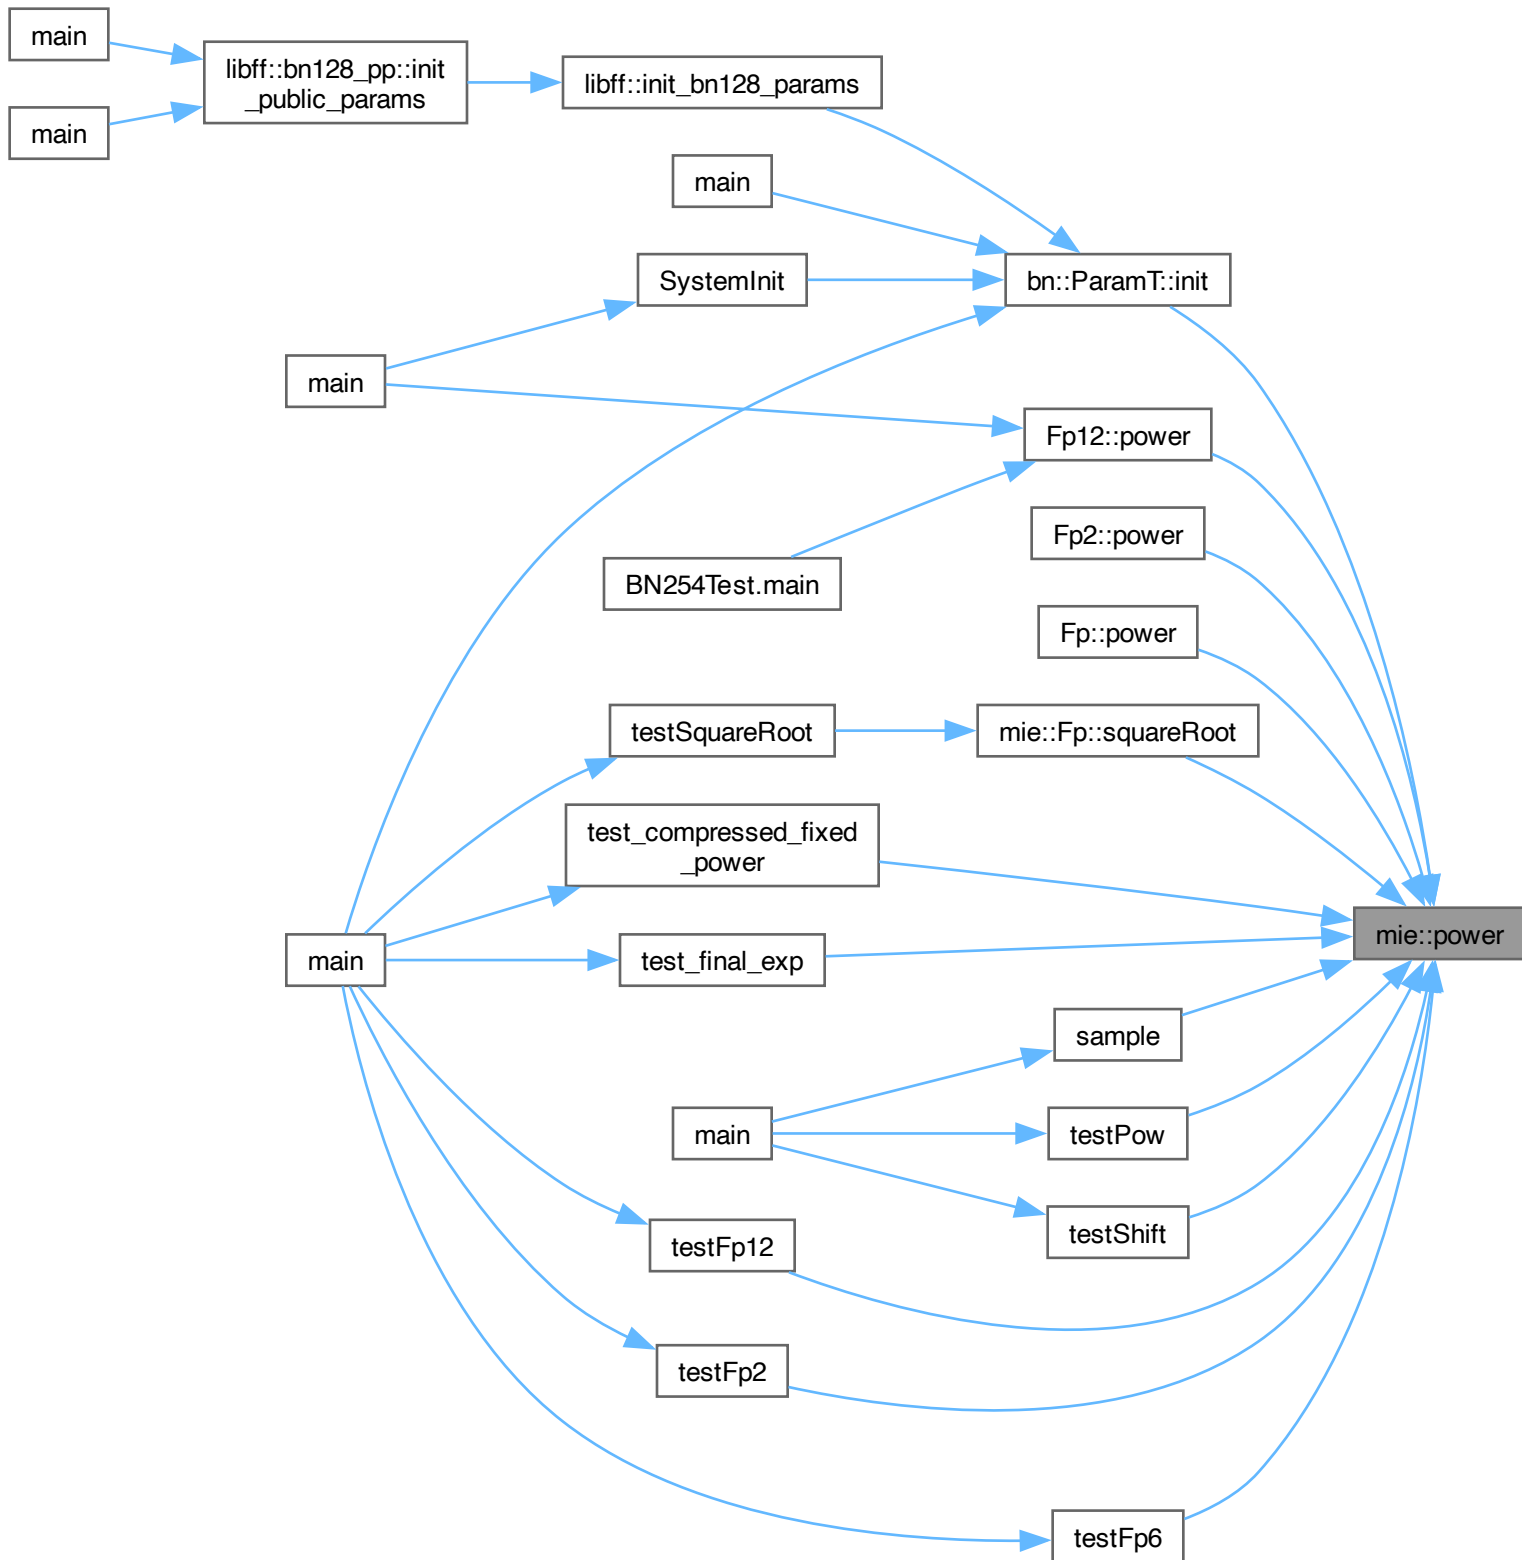 main
libff::bn128_pp::init
_public_params
libff::init_bn128_params
main
main
bn::ParamT::init
SystemInit
main
Fp12::power
Fp2::power
BN254Test.main
Fp::power
testSquareRoot
mie::Fp::squareRoot
test_compressed_fixed
_power
mie::power
main
test_final_exp
sample
main
testPow
testShift
testFp12
testFp2
testFp6